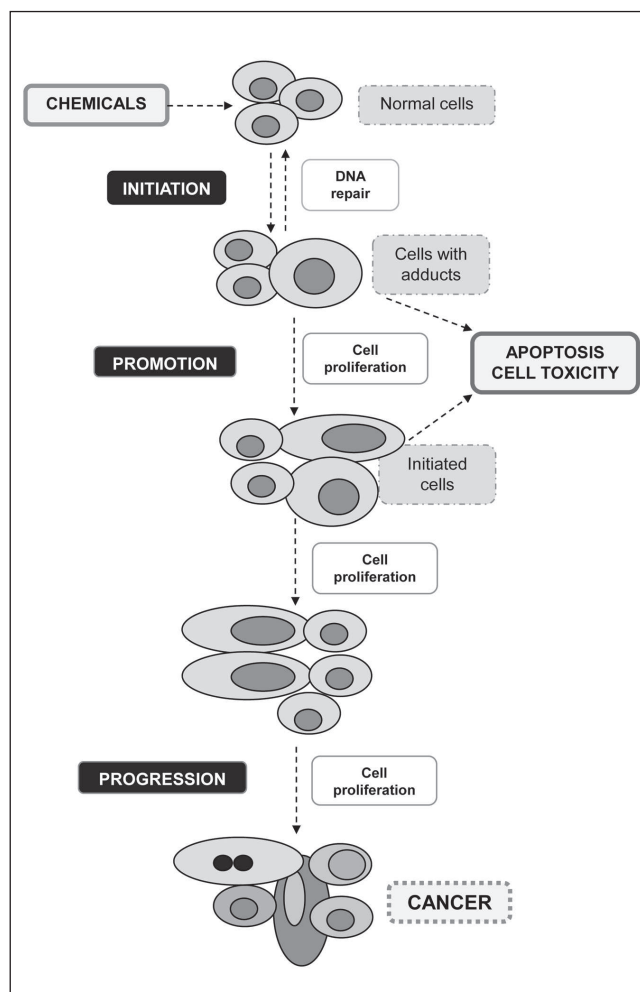 CHEMICALS
Normal cells
INITIATION
DNA
repair
Cells with
adducts
PROMOTION
Cell
proliferation
APOPTOSIS
CELL TOXICITY
Initiated
cells
Cell
proliferation
PROGRESSION
Cell
proliferation
CANCER